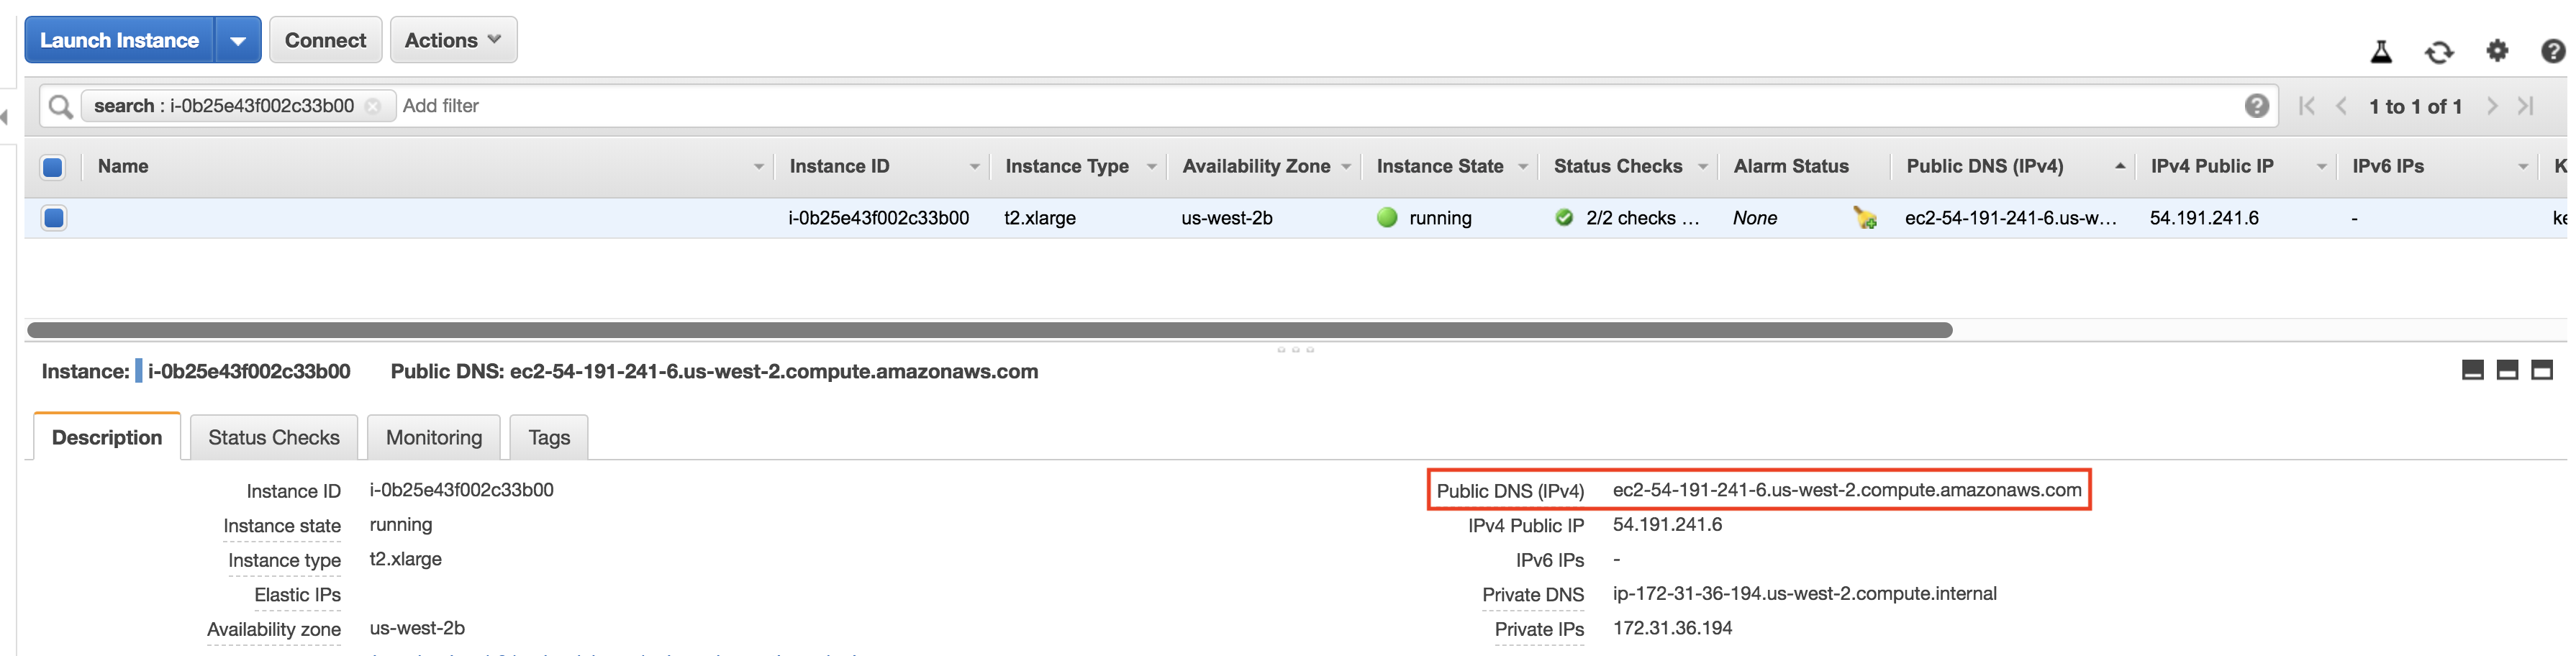 Launch Instance Connect Actions
search : i-0b25e43f002c33b00 Add filter 1 to 1 of 1
Name Instance ID Instance Type Availability Zone Instance State Status Checks Alarm Status Public DNS (IPv4) IPv4 Public IP IPv6 IPs K
i-0b25e43f002c33b00 t2.xlarge us-west-2b running 2/2 checks ... None ec2-54-191-241-6.us-w... 54.191.241.6 - ke
Instance: i-0b25e43f002c33b00 Public DNS: ec2-54-191-241-6.us-west-2.compute.amazonaws.com
Description Status Checks Monitoring Tags
Instance ID i-0b25e43f002c33b00 Public DNS (IPv4) ec2-54-191-241-6.us-west-2.compute.amazonaws.com
Instance state running IPv4 Public IP 54.191.241.6
Instance type t2.xlarge IPv6 IPs -
Elastic IPs Private DNS ip-172-31-36-194.us-west-2.compute.internal
Availability zone us-west-2b Private IPs 172.31.36.194